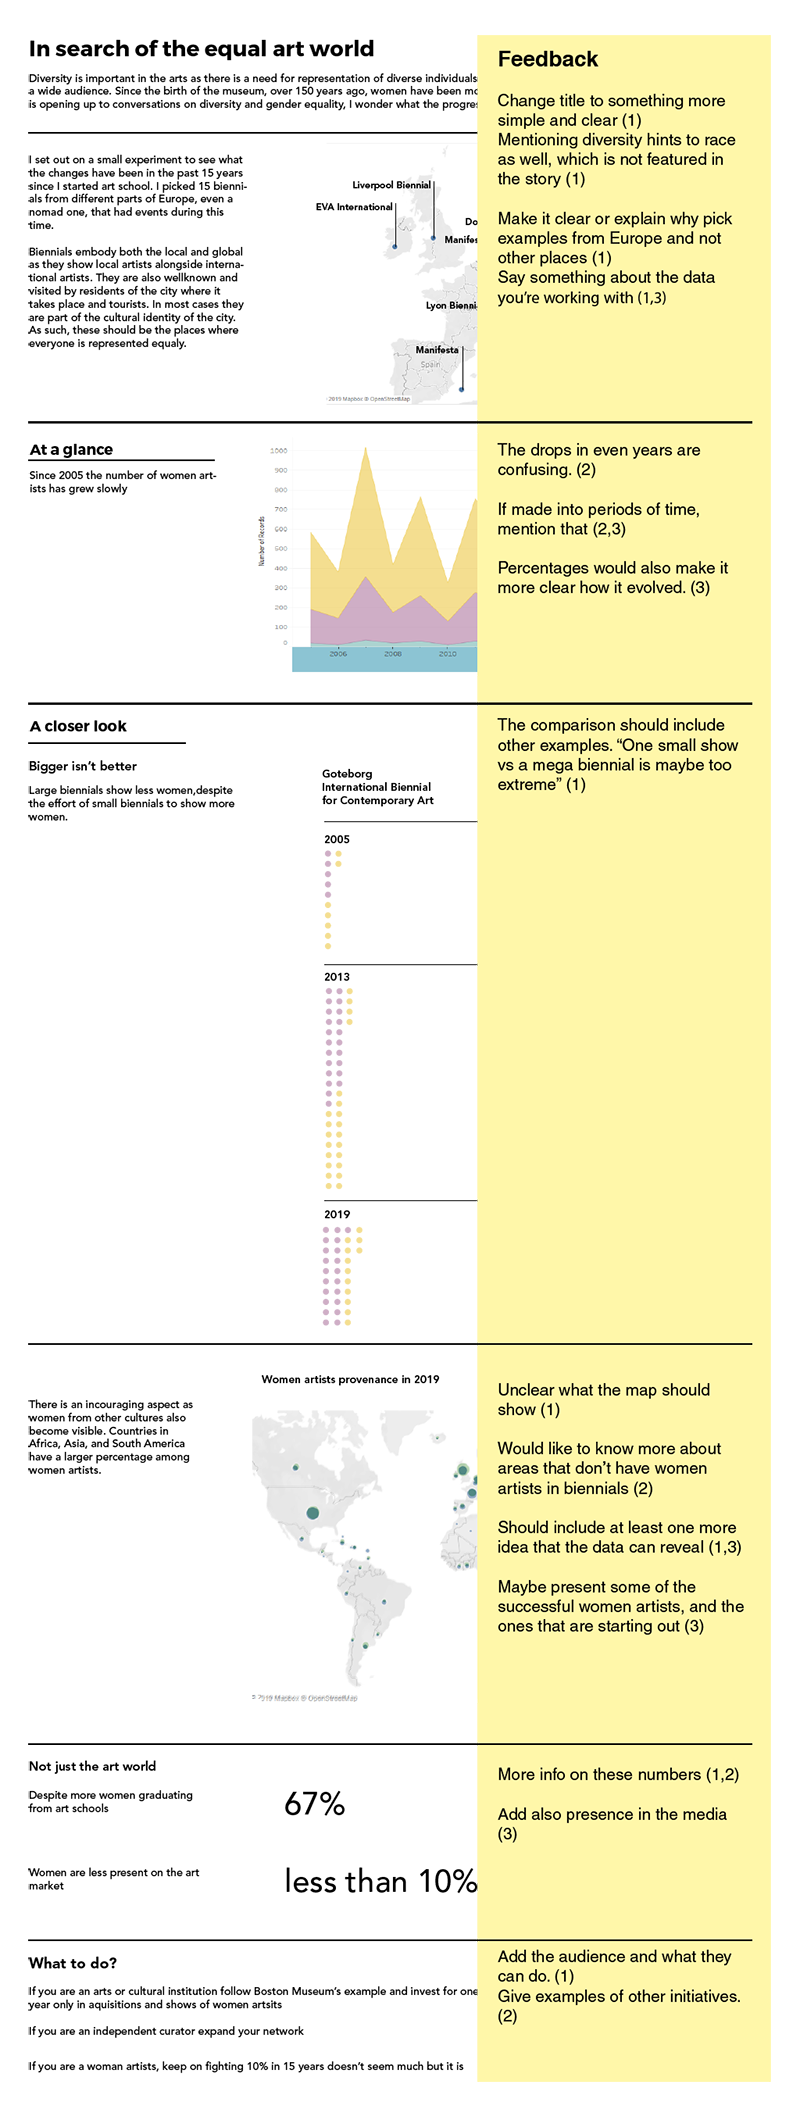 In search of the equal art world
Diversity is important in the arts as there is a need for representation of diverse individuals
a wide audience. Since the birth of the museum, over 150 years ago, women have been
is opening up to conversations on diversity and gender equality, I wonder what the
I set out on a small experiment to see what
the changes have been in the past 15 years
since I started art school. I picked 15 bienni-
als from different parts of Europe, even a
nomad one, that had events during this
time.
Biennials embody both the local and global
as they show local artists alongside interna-
tional artists. They are also wellknown and
visited by residents of the city where it
takes place and tourists. In most cases they
are part of the cultural identity of the city.
As such, these should be the places where
everyone is represented equaly.
Liverpool Biennial
EVA International
Do
Manifes
Lyon Bienni
Manifesta
Spain
2019 Mapbox © OpenStreetMap
At a glance
Since 2005 the number of women art-
ists has grew slowly
Number of Records
1000
900
800
700
600
500
400
300
200
100
0
2006
2008
2010
A closer look
Bigger isn't better
Large biennials show less women,despite
the effort of small biennials to show more
women.
Goteborg
International Biennial
for Contemporary Art
2005
2013
2019
There is an incouraging aspect as
women from other cultures also
become visible. Countries in
Africa, Asia, and South America
have a larger percentage among
women artists.
Women artists provenance in 2019
2019 Mapbox © OpenStreetMap
Not just the art world
Despite more women graduating
from art schools
67%
Women are less present on the art
market
less than 10%
What to do?
If you are an arts or cultural institution follow Boston Museum's example and invest for one
year only in aquisitions and shows of women artsits
If you are an independent curator expand your network
If you are a woman artists, keep on fighting 10% in 15 years doesn't seem much but it is
Feedback
Change title to something more
simple and clear (1)
Mentioning diversity hints to race
as well, which is not featured in
the story (1)
Make it clear or explain why pick
examples from Europe and not
other places (1)
Say something about the data
you're working with (1,3)
The drops in even years are
confusing. (2)
If made into periods of time,
mention that (2,3)
Percentages would also make it
more clear how it evolved. (3)
The comparison should include
other examples. “One small show
vs a mega biennial is maybe too
extreme” (1)
Unclear what the map should
show (1)
Would like to know more about
areas that don't have women
artists in biennials (2)
Should include at least one more
idea that the data can reveal (1,3)
Maybe present some of the
successful women artists, and the
ones that are starting out (3)
More info on these numbers (1,2)
Add also presence in the media
(3)
Add the audience and what they
can do. (1)
Give examples of other initiatives.
(2)